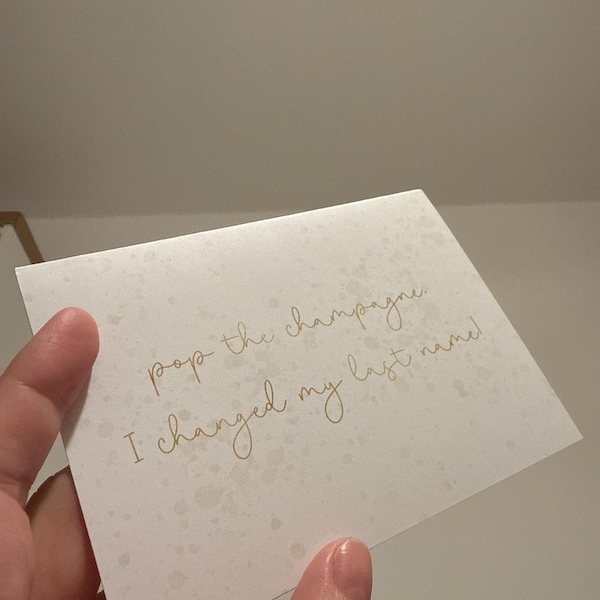 pop the champagne,
I changed my last name!